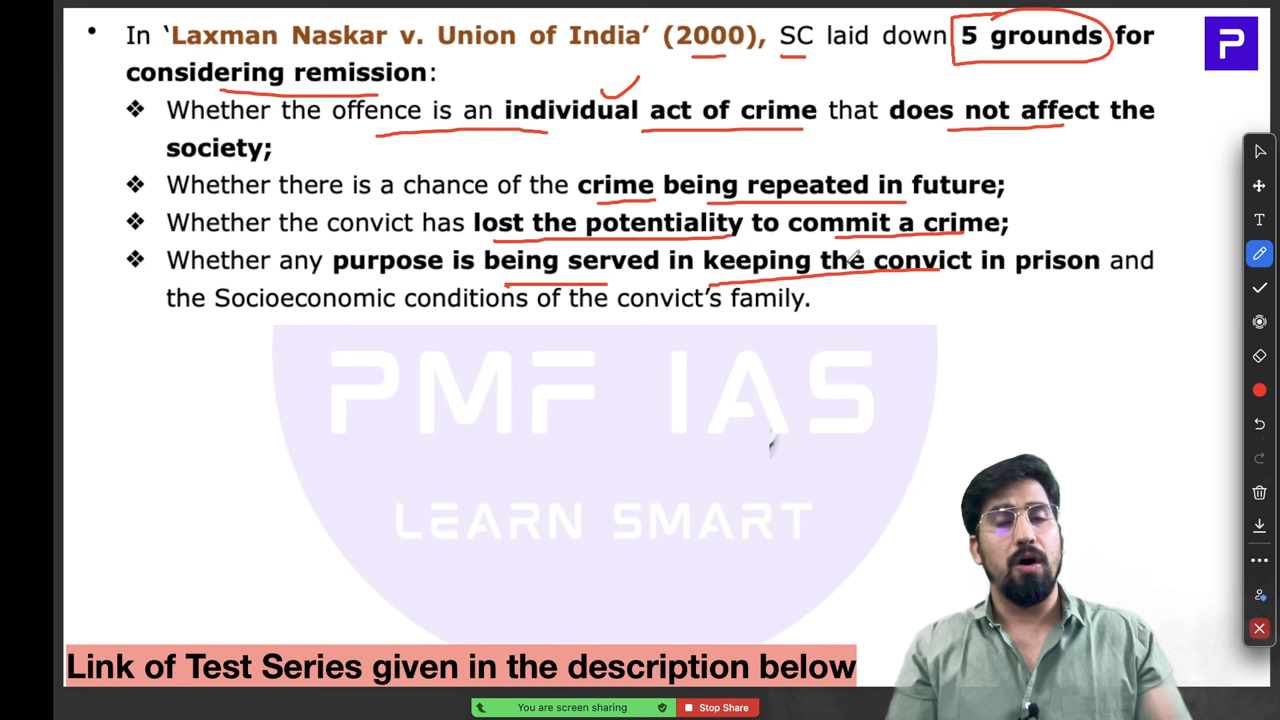 • In ‘Laxman Naskar v. Union of India’ (2000), SC laid down 5 grounds for
considering remission:
❖ Whether the offence is an individual act of crime that does not affect the
society;
❖ Whether there is a chance of the crime being repeated in future;
❖ Whether the convict has lost the potentiality to commit a crime;
❖ Whether any purpose is being served in keeping the convict in prison and
the Socioeconomic conditions of the convict’s family.
P
T
PMF IAS
LEARN SMART
Link of Test Series given in the description below
You are screen sharing
Stop Share